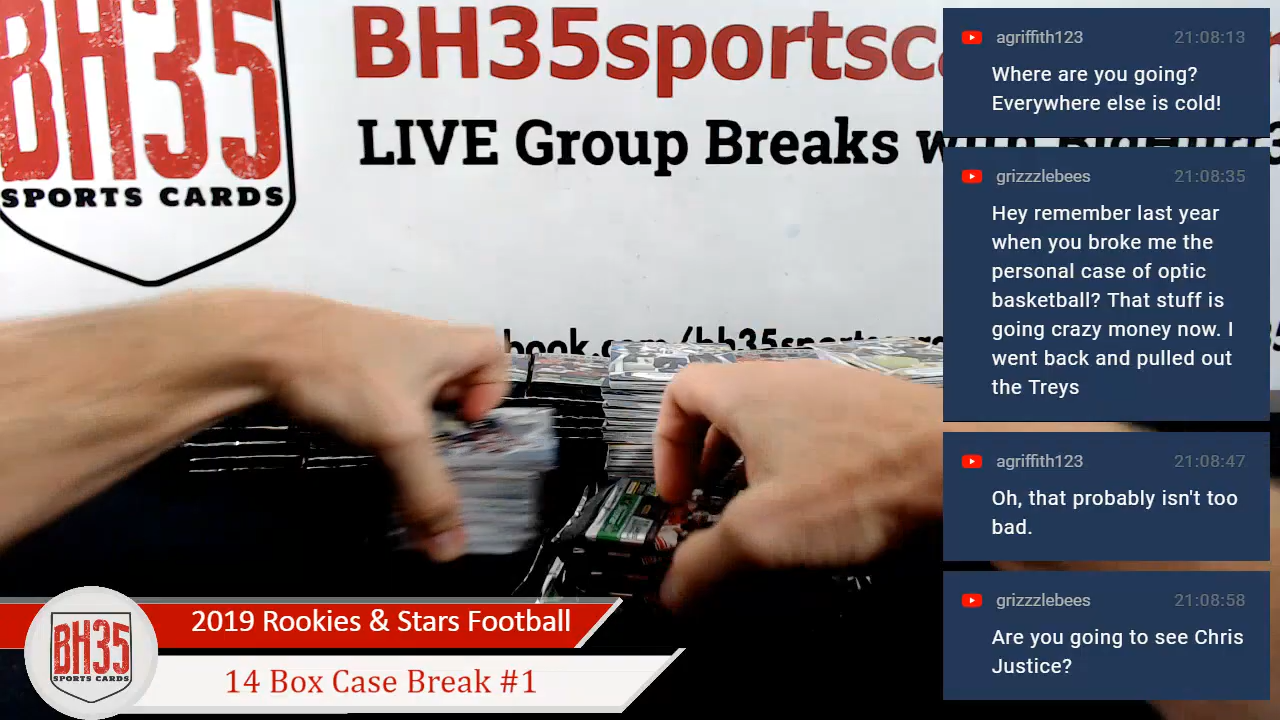 BH35
SPORTS CARDS
BH35sportsc
LIVE Group Breaks
book.com/bh35sportscards
agriffith123 21:08:13
Where are you going?
Everywhere else is cold!
grizzzlebees 21:08:35
Hey remember last year
when you broke me the
personal case of optic
basketball? That stuff is
going crazy money now. I
went back and pulled out
the Treys
agriffith123 21:08:47
Oh, that probably isn't too
bad.
grizzzlebees 21:08:58
Are you going to see Chris
Justice?
2019 Rookies & Stars Football
14 Box Case Break #1
BH35
SPORTS CARDS